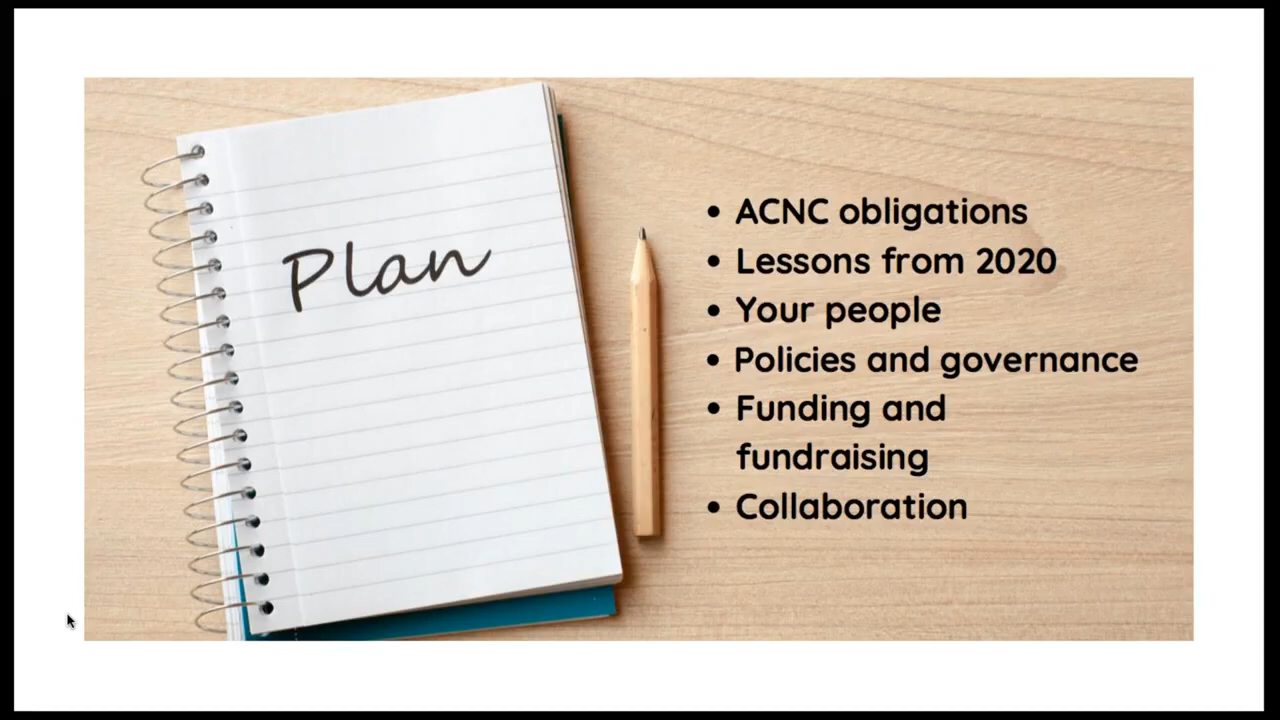 Plan
ACNC obligations
Lessons from 2020
Your people
Policies and governance
Funding and
fundraising
Collaboration